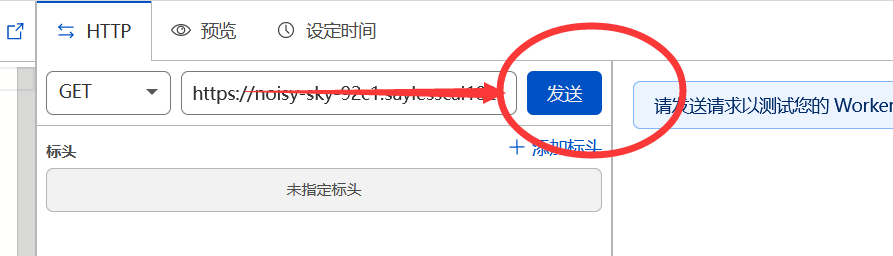 HTTP
预览
设定时间
GET
https://noisy-sky-92c1.saylesscul10
发送
请发送请求以测试您的 Worker
标头
添加标头
未指定标头